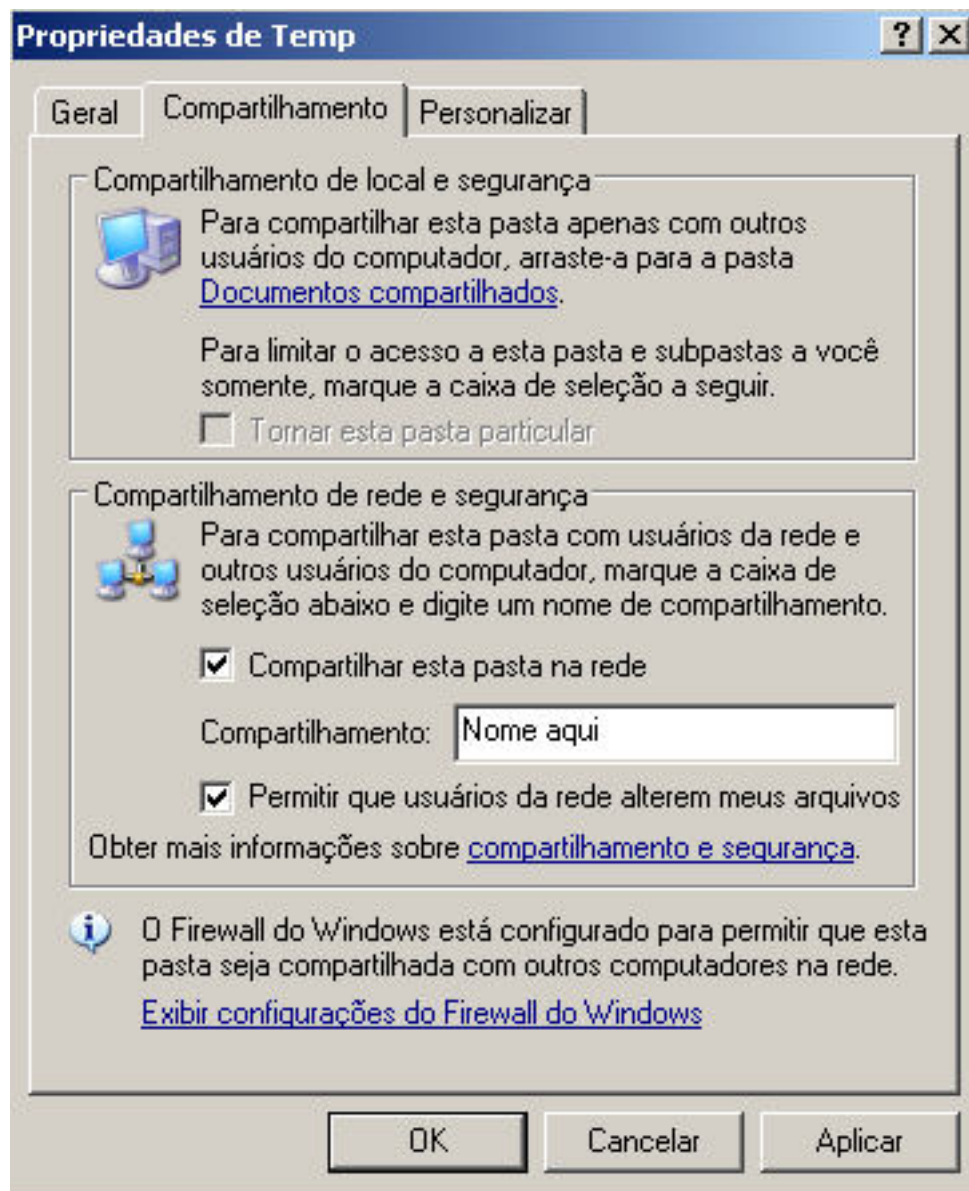 Propriedades de Temp
Geral
Compartilhamento
Personalizar
Compartilhamento de local e segurança
Para compartilhar esta pasta apenas com outros
usuários do computador, arraste-a para a pasta
Documentos compartilhados.
Para limitar o acesso a esta pasta e subpastas a você
somente, marque a caixa de seleção a seguir.
Tornar esta pasta particular
Compartilhamento de rede e segurança
Para compartilhar esta pasta com usuários da rede e
outros usuários do computador, marque a caixa de
seleção abaixo e digite um nome de compartilhamento.
Compartilhar esta pasta na rede
Compartilhamento: Nome aqui
Permitir que usuários da rede alterem meus arquivos
Obter mais informações sobre compartilhamento e segurança.
O Firewall do Windows está configurado para permitir que esta
pasta seja compartilhada com outros computadores na rede.
Exibir configurações do Firewall do Windows
OK
Cancelar
Aplicar